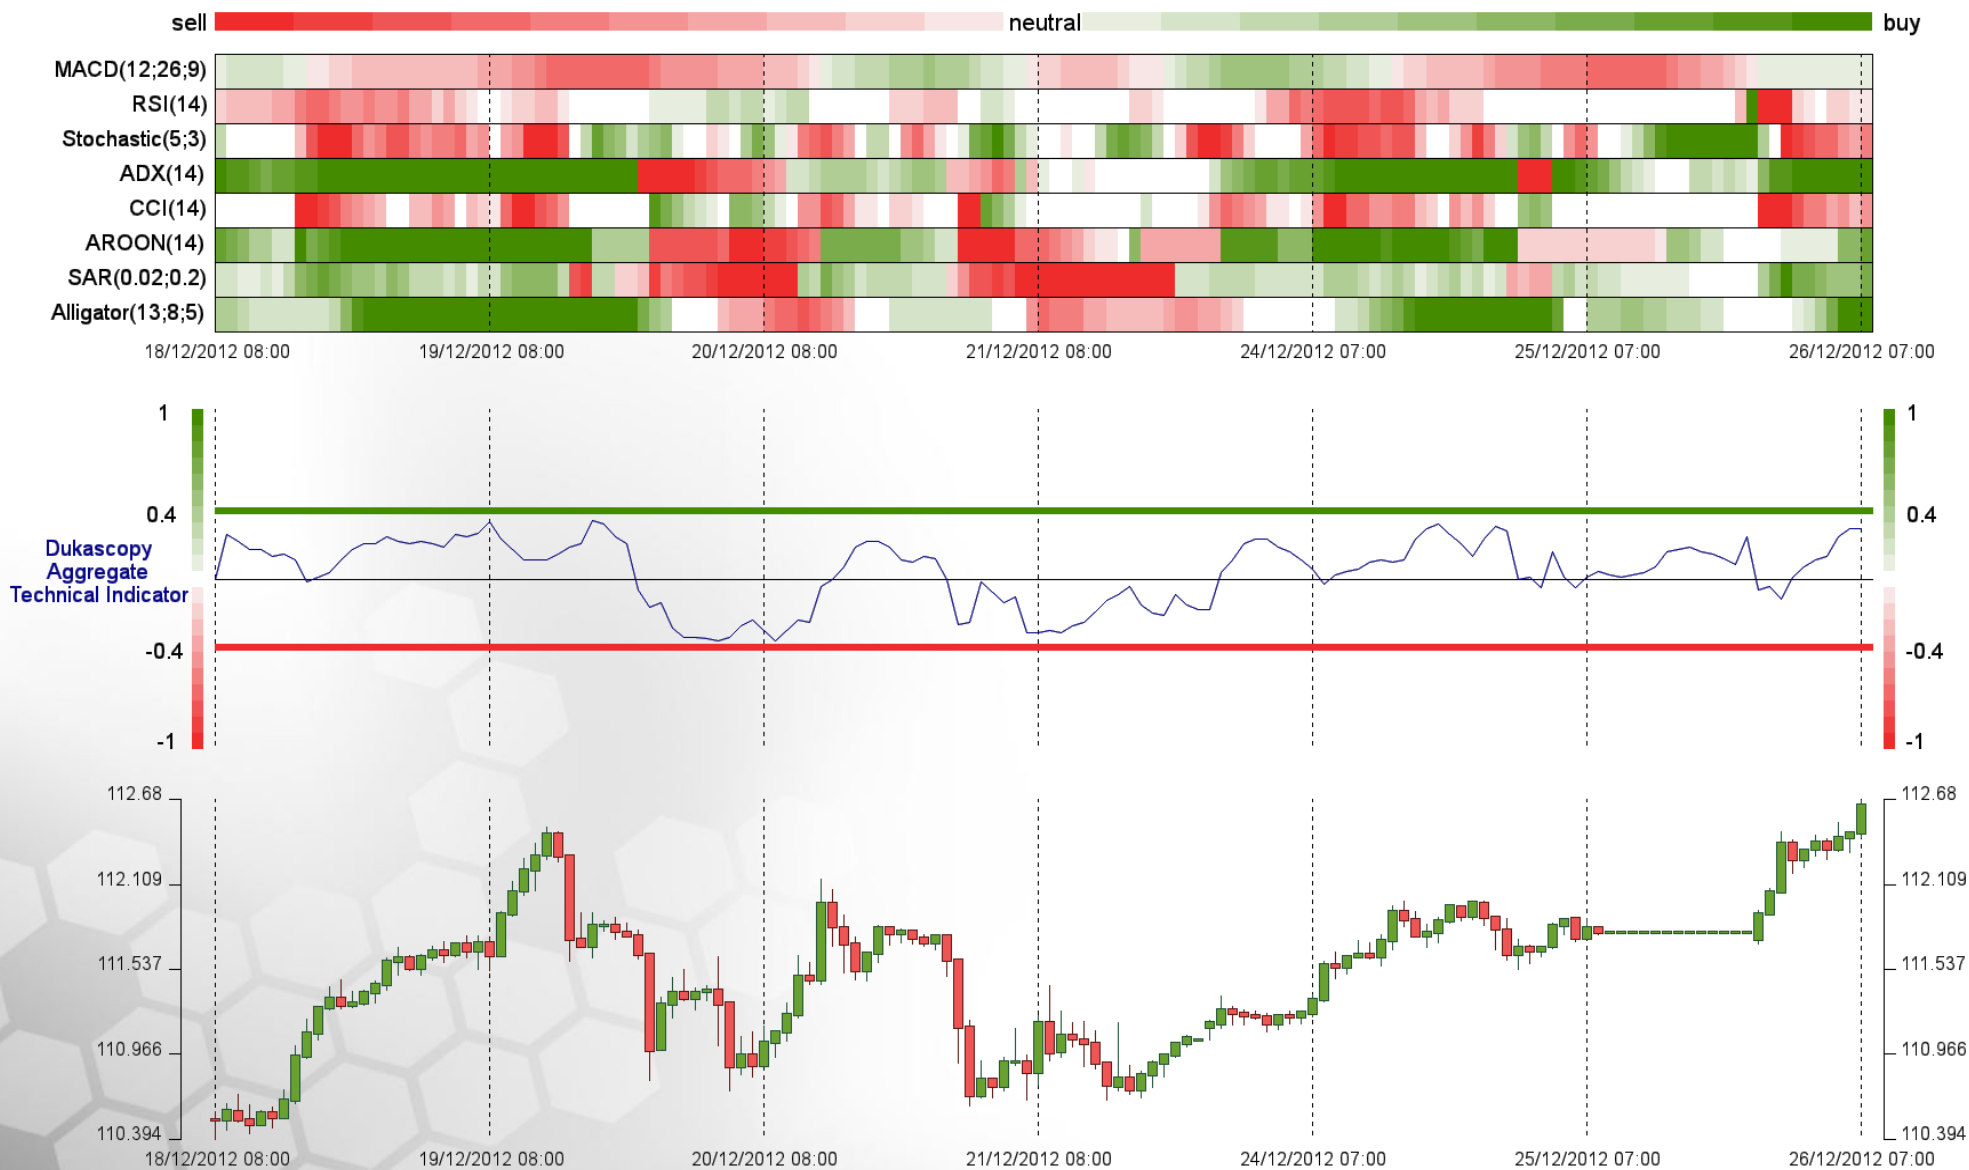 sell neutral buy
MACD(12;26;9)
RSI(14)
Stochastic(5;3)
ADX(14)
CCI(14)
AROON(14)
SAR(0.02;0.2)
Alligator(13;8;5)
18/12/2012 08:00 19/12/2012 08:00 20/12/2012 08:00 21/12/2012 08:00 24/12/2012 07:00 25/12/2012 07:00 26/12/2012 07:00
1 1
0.4 0.4
Dukascopy
Aggregate
Technical Indicator
-0.4 -0.4
-1 -1
112.68 112.68
112.109 112.109
111.537 111.537
110.966 110.966
110.394 110.394
18/12/2012 08:00 19/12/2012 08:00 20/12/2012 08:00 21/12/2012 08:00 24/12/2012 07:00 25/12/2012 07:00 26/12/2012 07:00